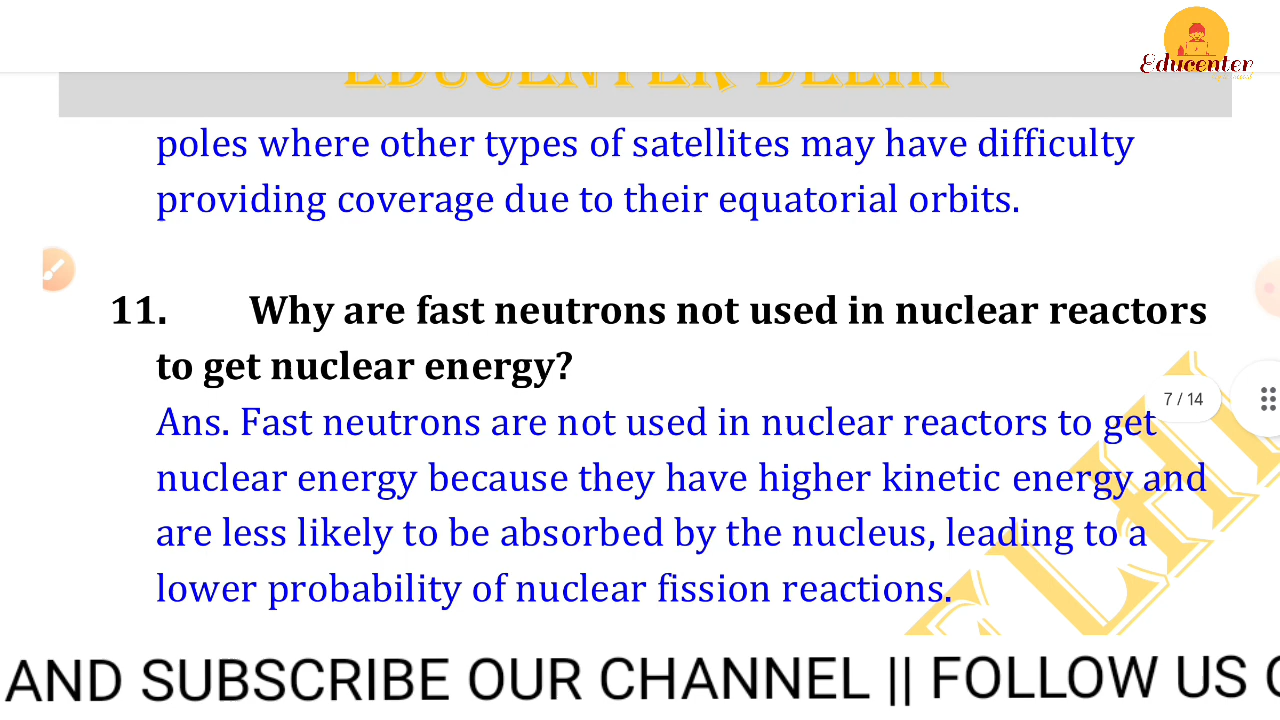 Educenter
EDUCENTER DELHI
poles where other types of satellites may have difficulty
providing coverage due to their equatorial orbits.
11. Why are fast neutrons not used in nuclear reactors
to get nuclear energy?
7 / 14
Ans. Fast neutrons are not used in nuclear reactors to get
nuclear energy because they have higher kinetic energy and
are less likely to be absorbed by the nucleus, leading to a
lower probability of nuclear fission reactions.
AND SUBSCRIBE OUR CHANNEL || FOLLOW US